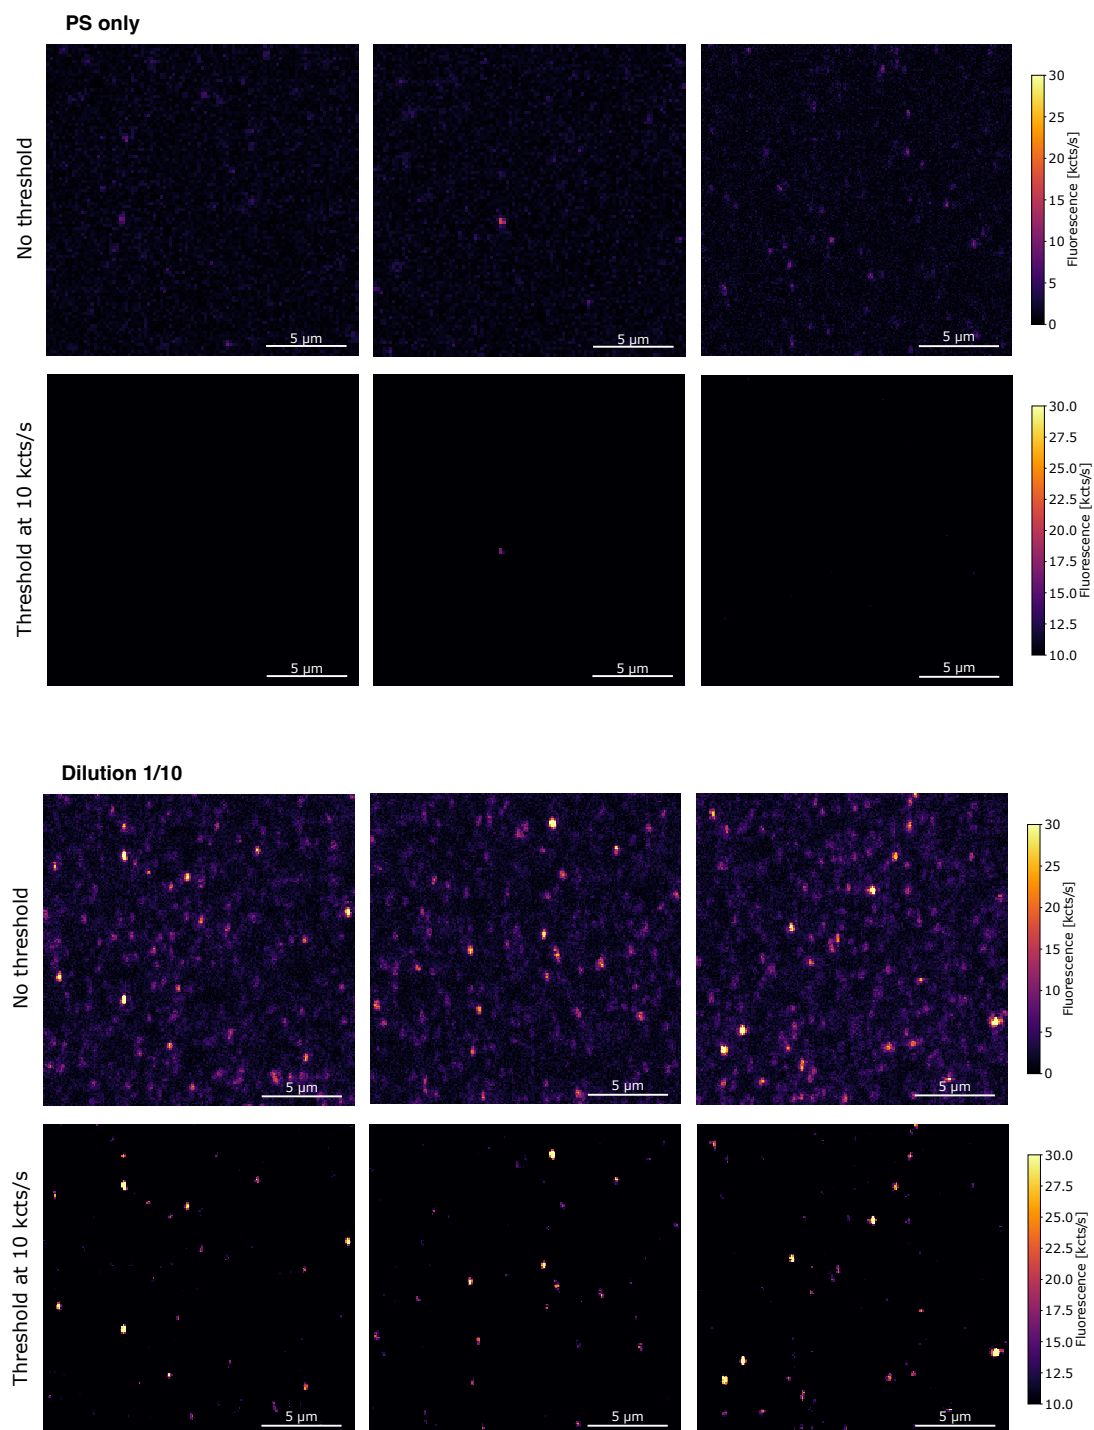 PS only
No threshold
5 µm
5 µm
5 µm
30
25
20
15
10
5
0
Fluorescence [kcts/s]
Threshold at 10 kcts/s
5 µm
5 µm
5 µm
30.0
27.5
25.0
22.5
20.0
17.5
15.0
12.5
10.0
Fluorescence [kcts/s]
Dilution 1/10
No threshold
5 µm
5 µm
5 µm
30
25
20
15
10
5
0
Fluorescence [kcts/s]
Threshold at 10 kcts/s
5 µm
5 µm
5 µm
30.0
27.5
25.0
22.5
20.0
17.5
15.0
12.5
10.0
Fluorescence [kcts/s]